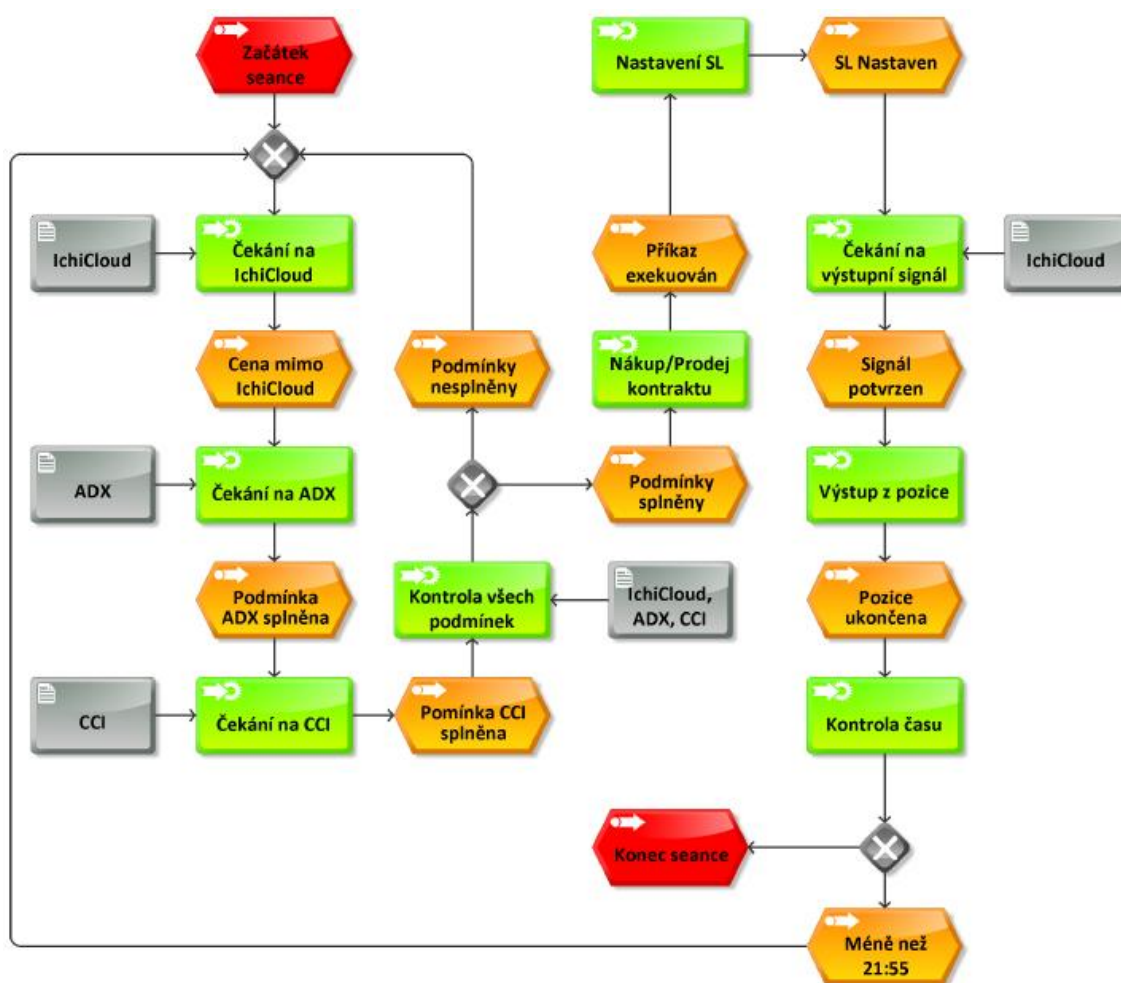 Začátek
seance
IchiCloud
Čekání na
IchiCloud
Cena mimo
IchiCloud
ADX
Čekání na ADX
Podmínka
ADX splněna
CCI
Čekání na CCI
Pomínka CCI
splněna
Kontrola všech
podmínek
IchiCloud,
ADX, CCI
Podmínky
nesplněny
Podmínky
splněny
Nákup/Prodej
kontraktu
Příkaz
exekuován
Nastavení SL
SL Nastaven
Čekání na
výstupní signál
IchiCloud
Signál
potvrzen
Výstup z pozice
Pozice
ukončena
Kontrola času
Konec seance
Méně než
21:55